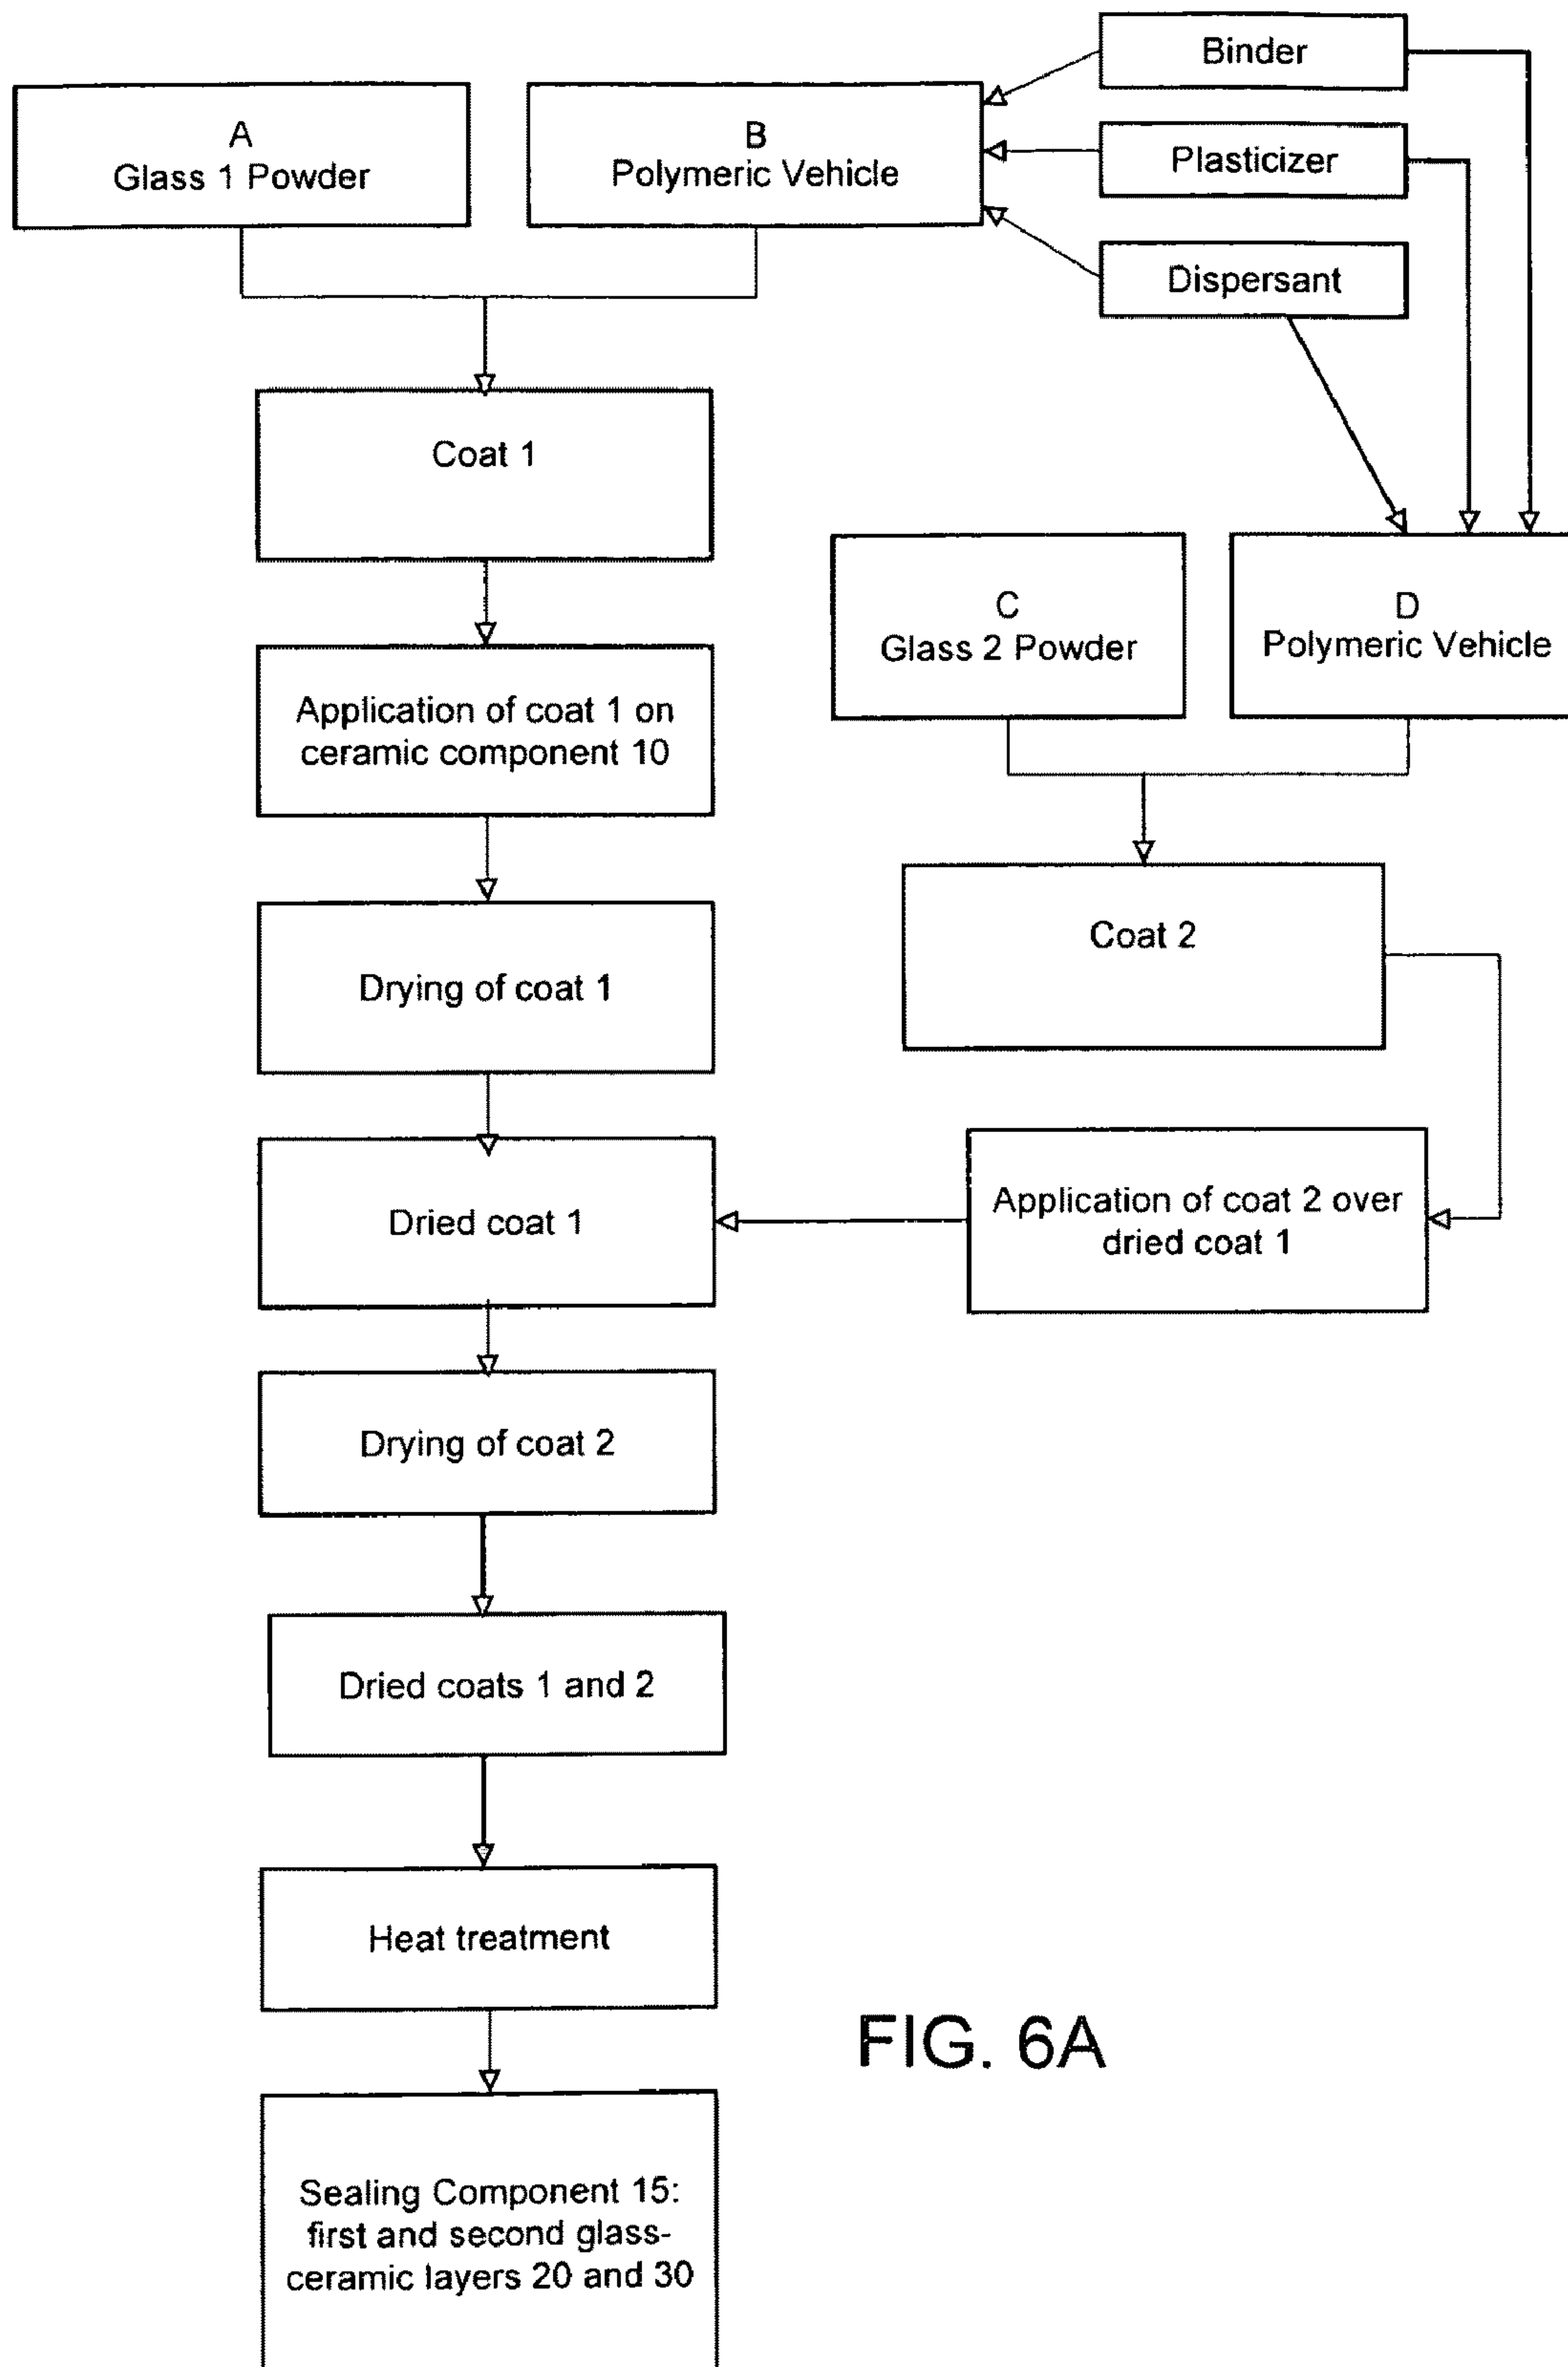 Binder
A
Glass 1 Powder
B
Polymeric Vehicle
Plasticizer
Dispersant
Coat 1
C
Glass 2 Powder
D
Polymeric Vehicle
Application of coat 1 on
ceramic component 10
Coat 2
Drying of coat 1
Application of coat 2 over
dried coat 1
Dried coat 1
Drying of coat 2
Dried coats 1 and 2
Heat treatment
FIG. 6A
Sealing Component 15:
first and second glass-
ceramic layers 20 and 30